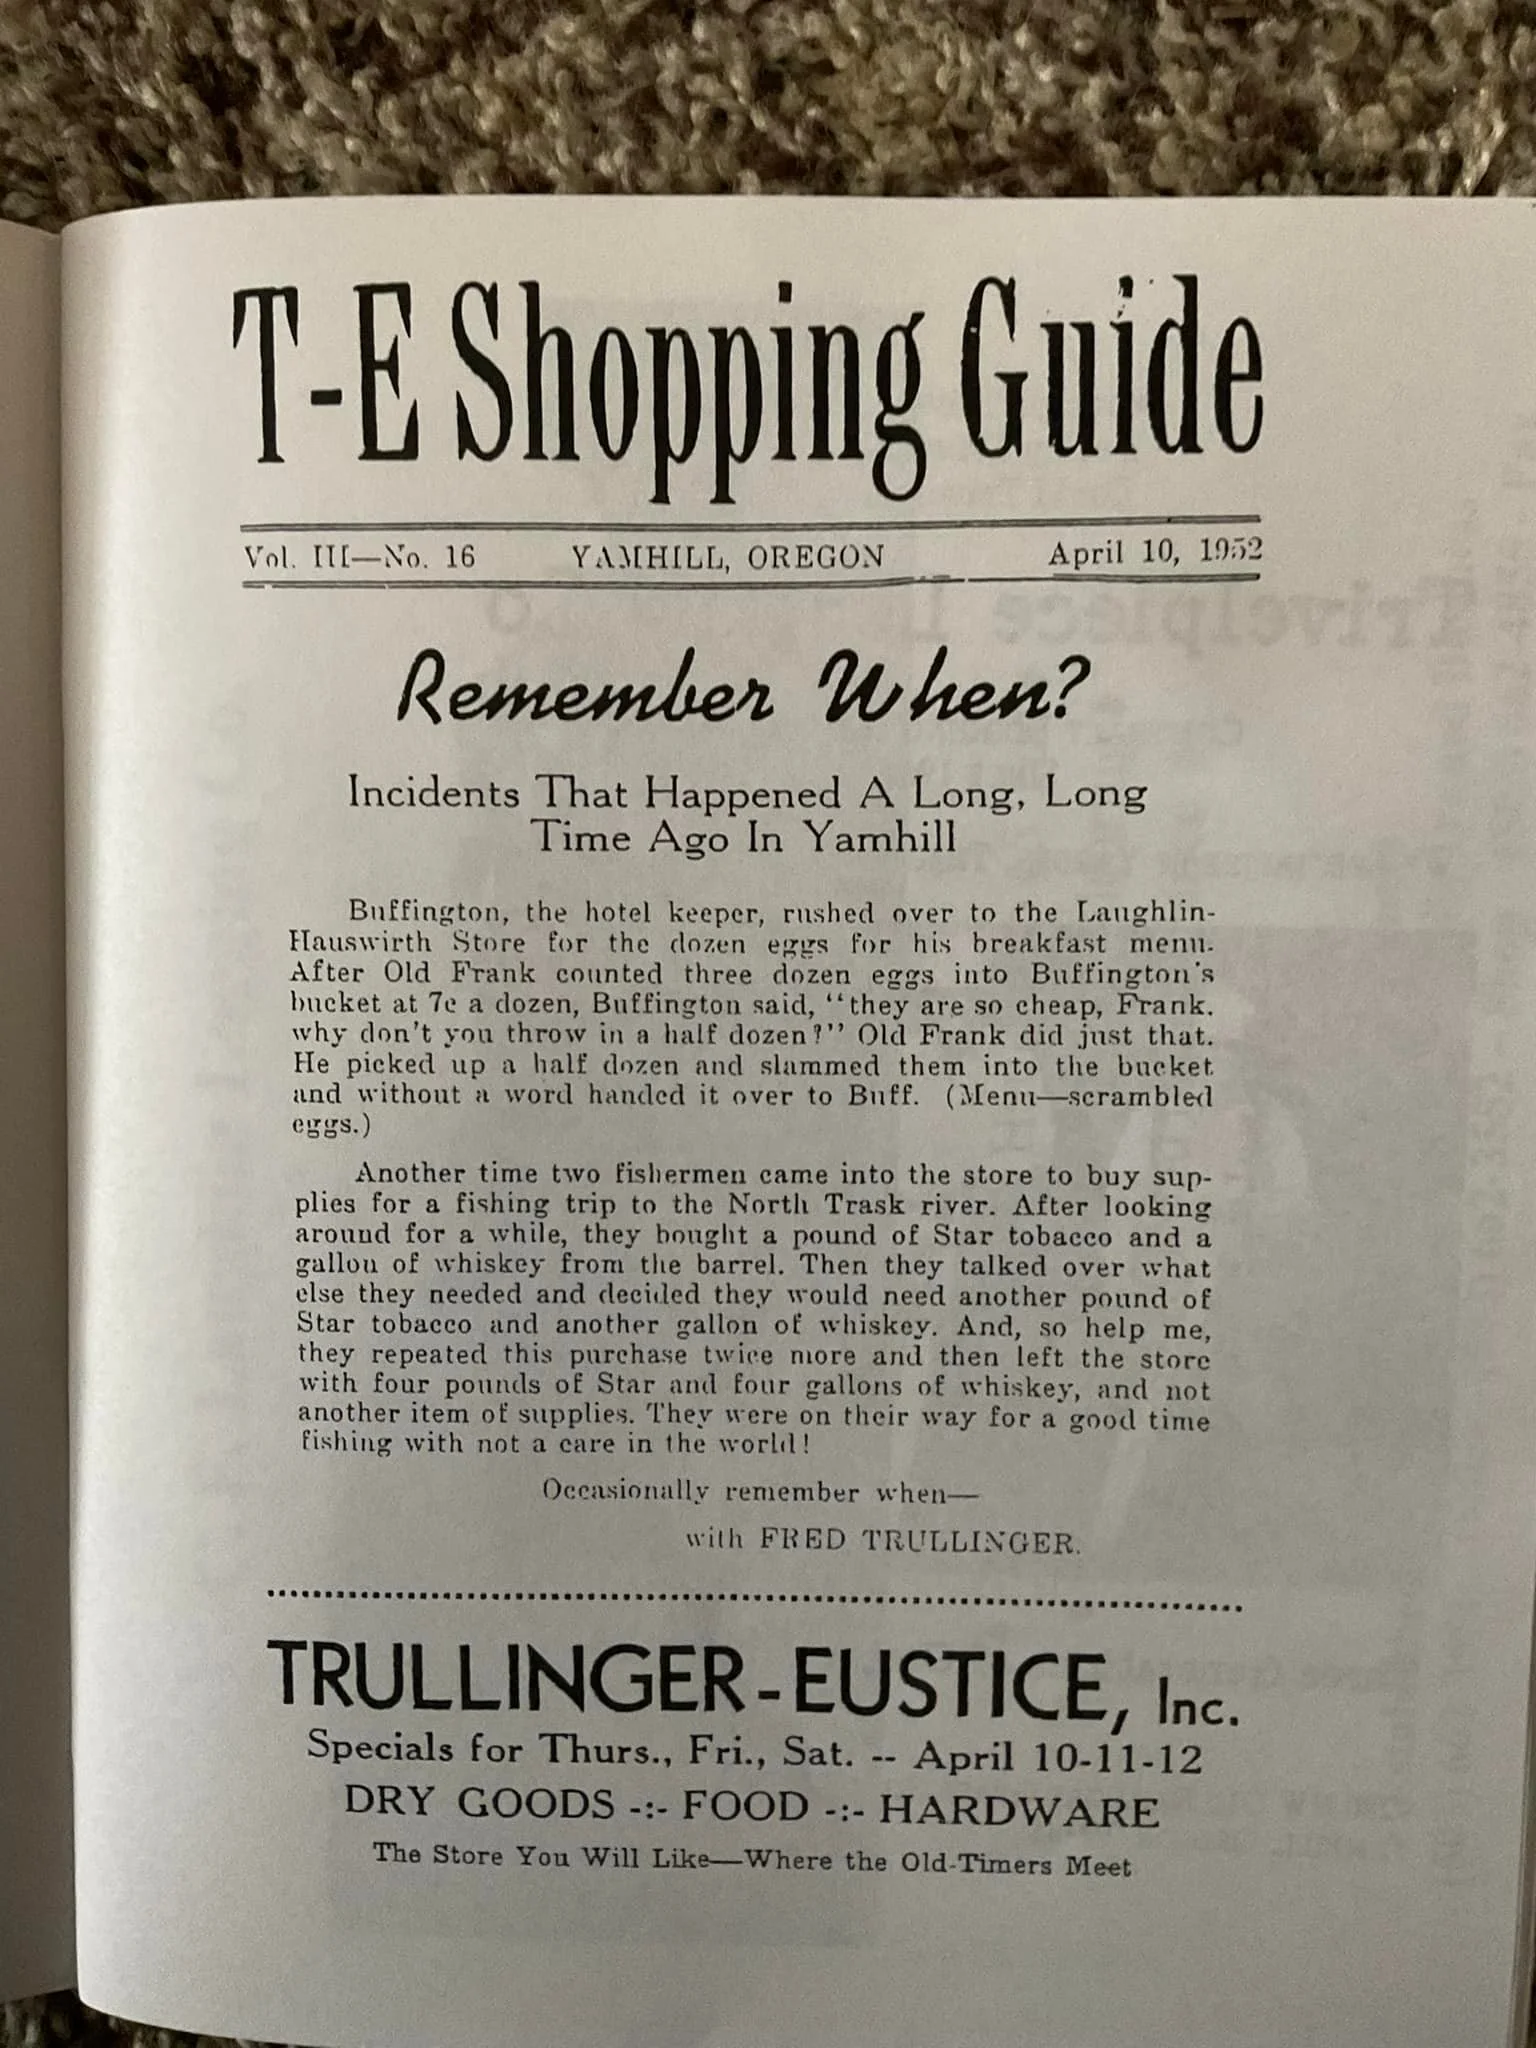 T-E Shopping Guide
Vol. III—No. 16 YAMHILL, OREGON April 10, 1952
Remember When?
Incidents That Happened A Long, Long
Time Ago In Yamhill
Buffington, the hotel keeper, rushed over to the Laughlin-
Hauswirth Store for the dozen eggs for his breakfast menu.
After Old Frank counted three dozen eggs into Buffington's
bucket at 7c a dozen, Buffington said, "they are so cheap, Frank.
why don't you throw in a half dozen?" Old Frank did just that.
He picked up a half dozen and slammed them into the bucket
and without a word handed it over to Buff. (Menu—scrambled
eggs.)
Another time two fishermen came into the store to buy sup-
plies for a fishing trip to the North Trask river. After looking
around for a while, they bought a pound of Star tobacco and a
gallon of whiskey from the barrel. Then they talked over what
else they needed and decided they would need another pound of
Star tobacco and another gallon of whiskey. And, so help me,
they repeated this purchase twice more and then left the store
with four pounds of Star and four gallons of whiskey, and not
another item of supplies. They were on their way for a good time
fishing with not a care in the world!
Occasionally remember when—
with FRED TRULLINGER.
TRULLINGER-EUSTICE, Inc.
Specials for Thurs., Fri., Sat. -- April 10-11-12
DRY GOODS -:- FOOD -:- HARDWARE
The Store You Will Like—Where the Old-Timers Meet